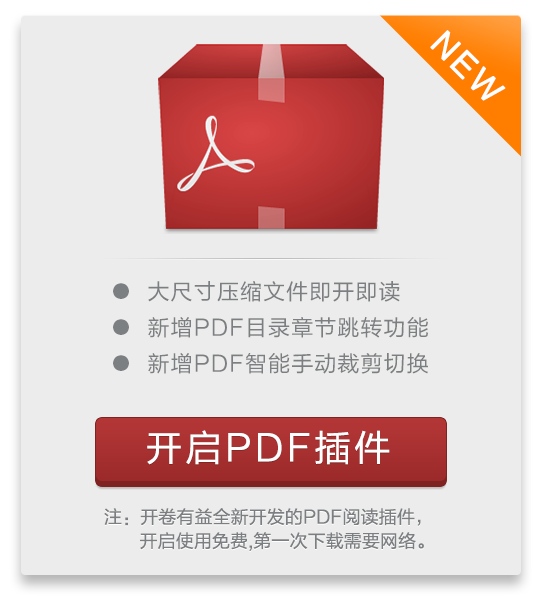 NEW
大尺寸压缩文件即开即读
新增PDF目录章节跳转功能
新增PDF智能手动裁剪切换
开启PDF插件
注：开卷有益全新开发的PDF阅读插件，
开启使用免费,第一次下载需要网络。